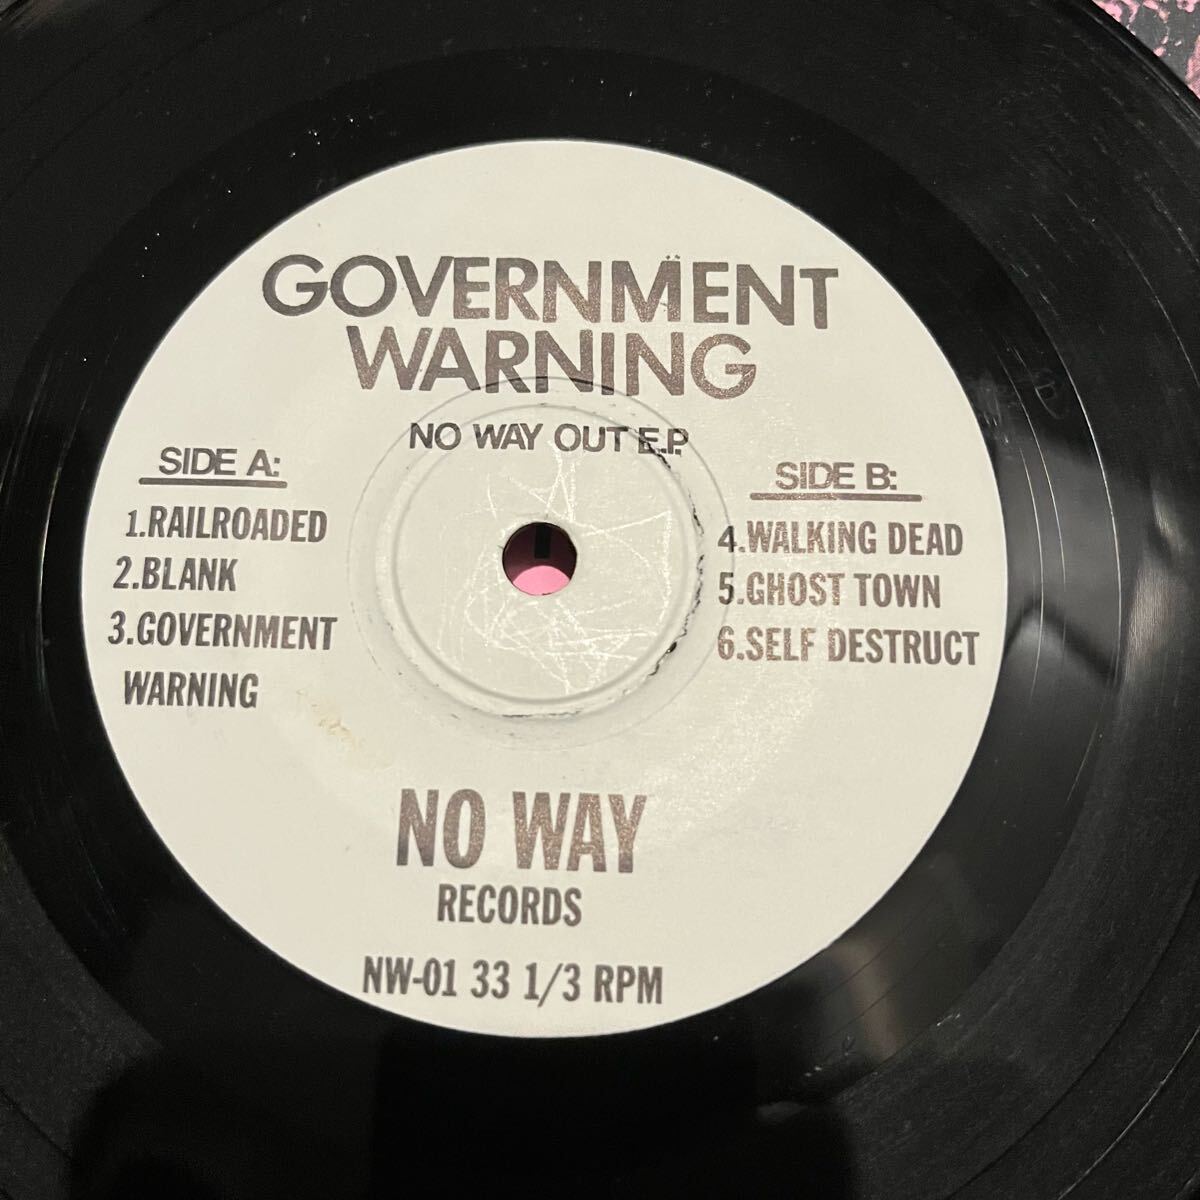 GOVERNMENT
WARNING
NO WAY OUT E.P.
SIDE A:
1.RAILROADED
2.BLANK
3.GOVERNMENT
WARNING
SIDE B:
4.WALKING DEAD
5.GHOST TOWN
6.SELF DESTRUCT
NO WAY
RECORDS
NW-01 33 1/3 RPM